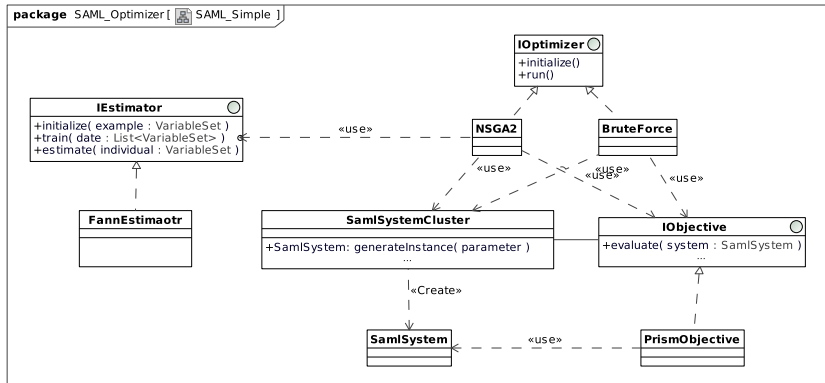 package SAML_Optimizer [ SAML_Simple ]
IOptimizer
+initialize()
+run()
IEstimator
+initialize( example : VariableSet )
+train( date : List<VariableSet> )
+estimate( individual : VariableSet )
«use»
NSGA2
BruteForce
«use»
«use»
«use»
«use»
FannEstimaotr
SamlSystemCluster
+SamlSystem: generateInstance( parameter )
...
IObjective
+evaluate( system : SamlSystem )
...
«Create»
SamlSystem
«use»
PrismObjective